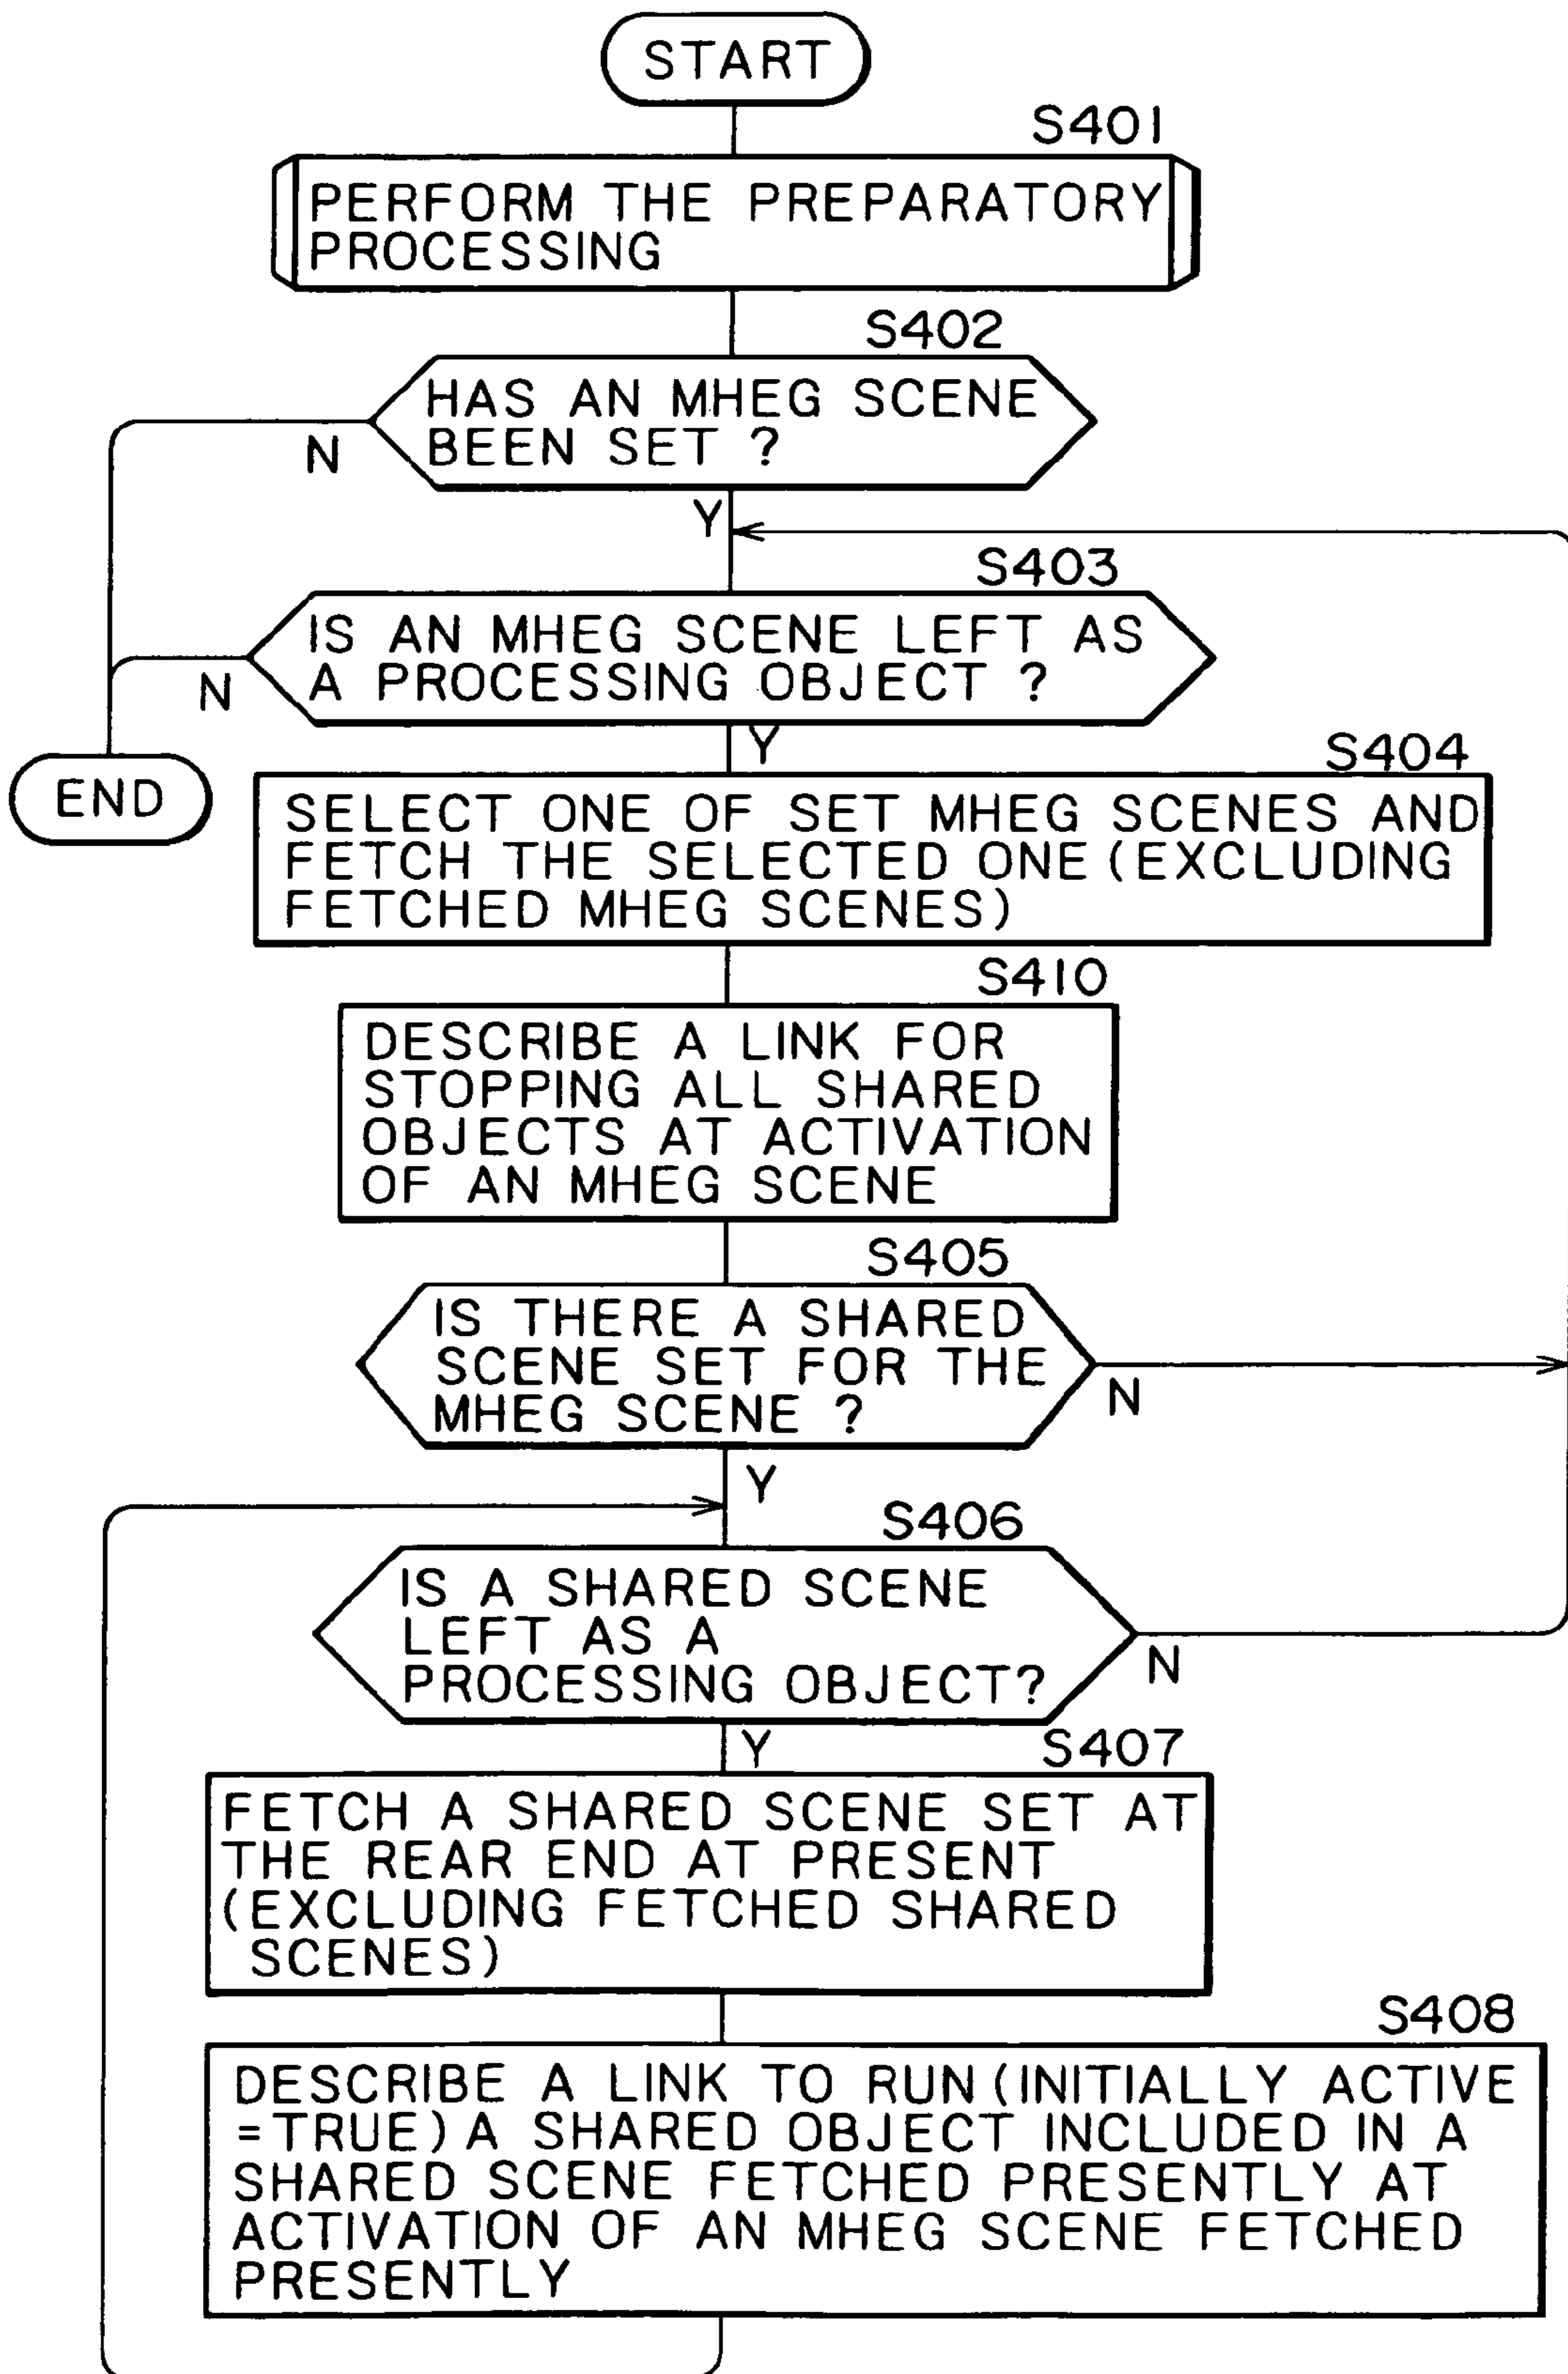 START
S401
PERFORM THE PREPARATORY
PROCESSING
S402
HAS AN MHEG SCENE
BEEN SET ?
N
Y
S403
IS AN MHEG SCENE LEFT AS
A PROCESSING OBJECT ?
N
Y
END
S404
SELECT ONE OF SET MHEG SCENES AND
FETCH THE SELECTED ONE (EXCLUDING
FETCHED MHEG SCENES)
S410
DESCRIBE A LINK FOR
STOPPING ALL SHARED
OBJECTS AT ACTIVATION
OF AN MHEG SCENE
S405
IS THERE A SHARED
SCENE SET FOR THE
MHEG SCENE ?
N
Y
S406
IS A SHARED SCENE
LEFT AS A
PROCESSING OBJECT?
N
Y
S407
FETCH A SHARED SCENE SET AT
THE REAR END AT PRESENT
(EXCLUDING FETCHED SHARED
SCENES)
S408
DESCRIBE A LINK TO RUN (INITIALLY ACTIVE
=TRUE) A SHARED OBJECT INCLUDED IN A
SHARED SCENE FETCHED PRESENTLY AT
ACTIVATION OF AN MHEG SCENE FETCHED
PRESENTLY